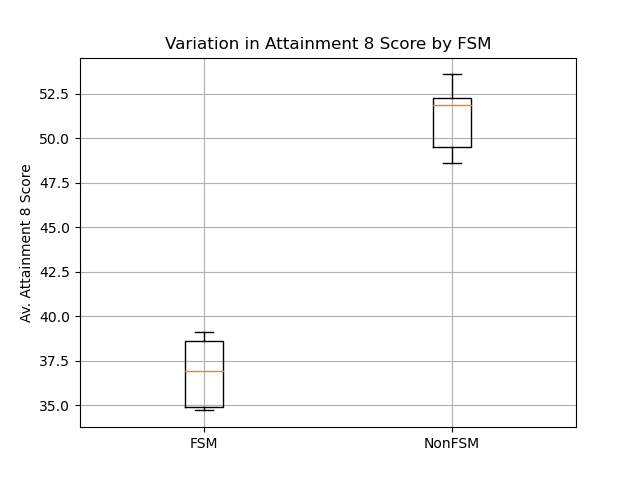 Variation in Attainment 8 Score by FSM
Av. Attainment 8 Score
52.5
50.0
47.5
45.0
42.5
40.0
37.5
35.0
FSM
NonFSM